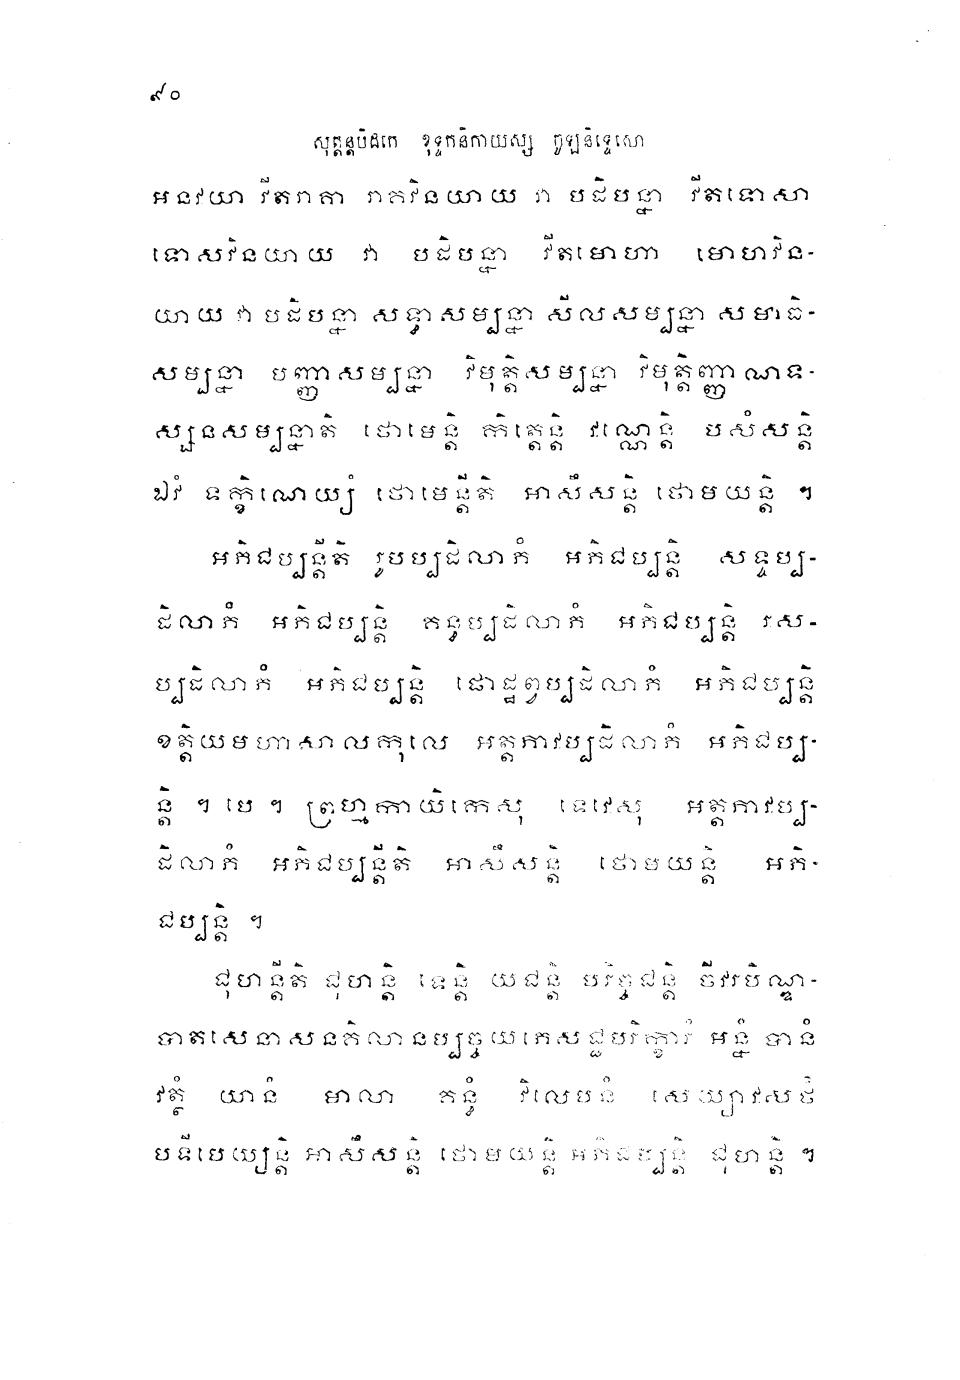 ៩០
សុត្តន្តបិដកេ ខុទ្ទកនិកាយស្ស ចូឡនិទ្ទេសោ
អនវយា វីតរាគា រាគវិនយាយ វា បដិបន្នា វីតទោសា
ទោសវិនយាយ វា បដិបន្នា វីតមោហា មោហវិន-
យាយ វា បដិបន្នា សទ្ធាសម្បន្នា សីលសម្បន្នា សមាធិ-
សម្បន្នា បញ្ញាសម្បន្នា វិមុត្តិសម្បន្នា វិមុត្តិញ្ញាណទ-
ស្សនសម្បន្នាតិ ថោមេន្តិ កិត្តេន្តិ វណ្ណេន្តិ បសំសន្តិ
ឯវំ ទក្ខិណេយ្យំ ថោមេន្តីតិ អាសីសន្តិ ថោមយន្តិ ។
អភិជប្បន្តីតិ រូបប្បដិលាភំ អភិជប្បន្តិ សទ្ទប្ប-
ដិលាភំ អភិជប្បន្តិ គន្ធប្បដិលាភំ អភិជប្បន្តិ រស-
ប្បដិលាភំ អភិជប្បន្តិ ផោដ្ឋព្វប្បដិលាភំ អភិជប្បន្តិ
ខត្តិយមហាសាលកុលេ អត្តភាវប្បដិលាភំ អភិជប្ប-
ន្តិ ។ បេ ។ ព្រហ្មកាយិកេសុ ទេវេសុ អត្តភាវប្ប-
ដិលាភំ អភិជប្បន្តីតិ អាសីសន្តិ ថោមយន្តិ អភិ-
ជប្បន្តិ ។
ជុហន្តីតិ ជុហន្តិ ទេន្តិ យជន្តិ បរិច្ចជន្តិ ចីវរបិណ្ឌ-
បាតសេនាសនគិលានប្បច្ចយភេសជ្ជបរិក្ខារំ អន្នំ បានំ
វត្ថំ យានំ មាលា គន្ធំ វិលេបនំ សេយ្យាវសថំ
បទីបេយ្យន្តិ អាសីសន្តិ ថោមយន្តិ អភិជប្បន្តិ ជុហន្តិ ។